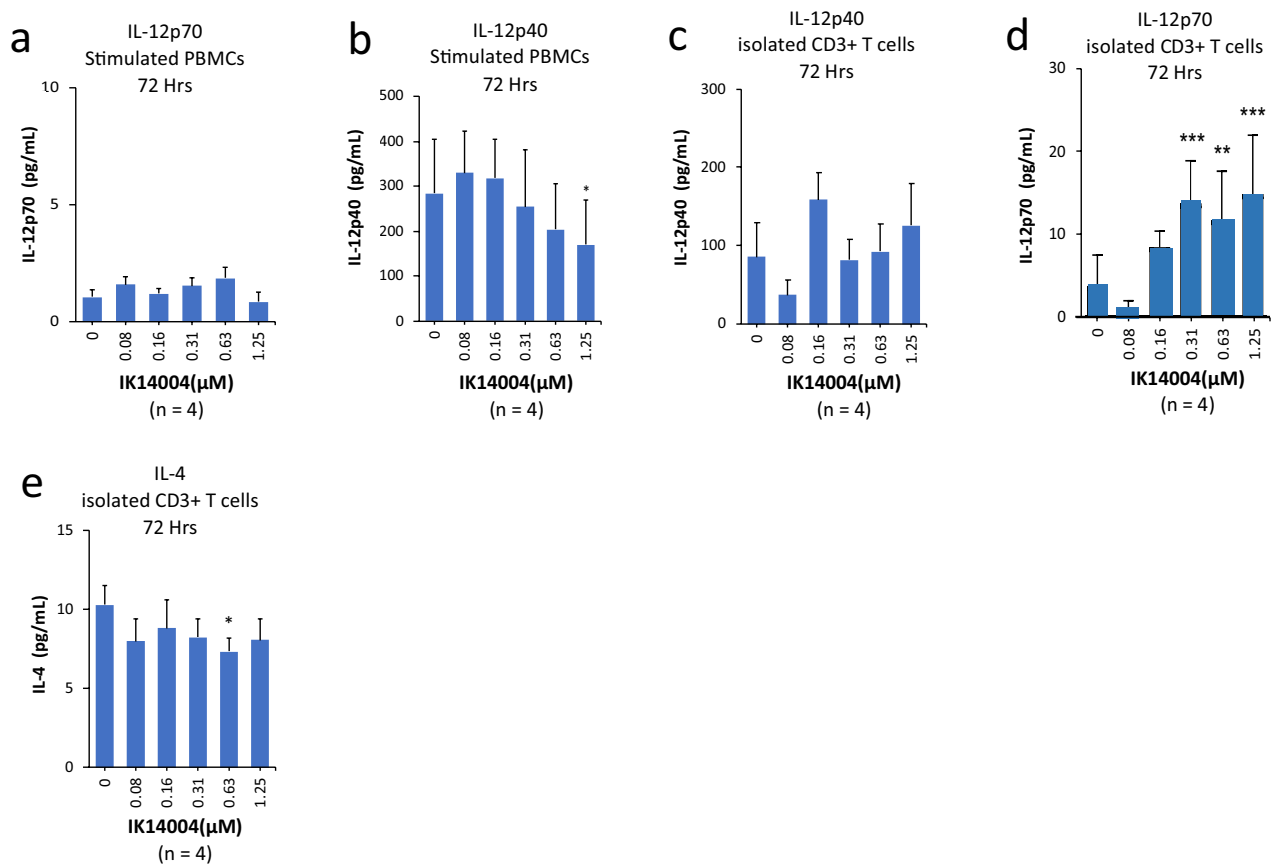 a
IL-12p70
Stimulated PBMCs
72 Hrs
IL-12p70 (pg/mL)
10
5
0
0
0.08
0.16
0.31
0.63
1.25
IK14004(µM)
(n = 4)
b
IL-12p40
Stimulated PBMCs
72 Hrs
IL-12p40 (pg/mL)
500
400
300
200
100
0
*
0
0.08
0.16
0.31
0.63
1.25
IK14004(µM)
(n = 4)
c
IL-12p40
isolated CD3+ T cells
72 Hrs
IL-12p40 (pg/mL)
300
200
100
0
0
0.08
0.16
0.31
0.63
1.25
IK14004(µM)
(n = 4)
d
IL-12p70
isolated CD3+ T cells
72 Hrs
IL-12p70 (pg/mL)
30
20
10
0
***
**
***
0
0.08
0.16
0.31
0.63
1.25
IK14004(µM)
(n = 4)
e
IL-4
isolated CD3+ T cells
72 Hrs
IL-4 (pg/mL)
15
10
5
0
*
0
0.08
0.16
0.31
0.63
1.25
IK14004(µM)
(n = 4)